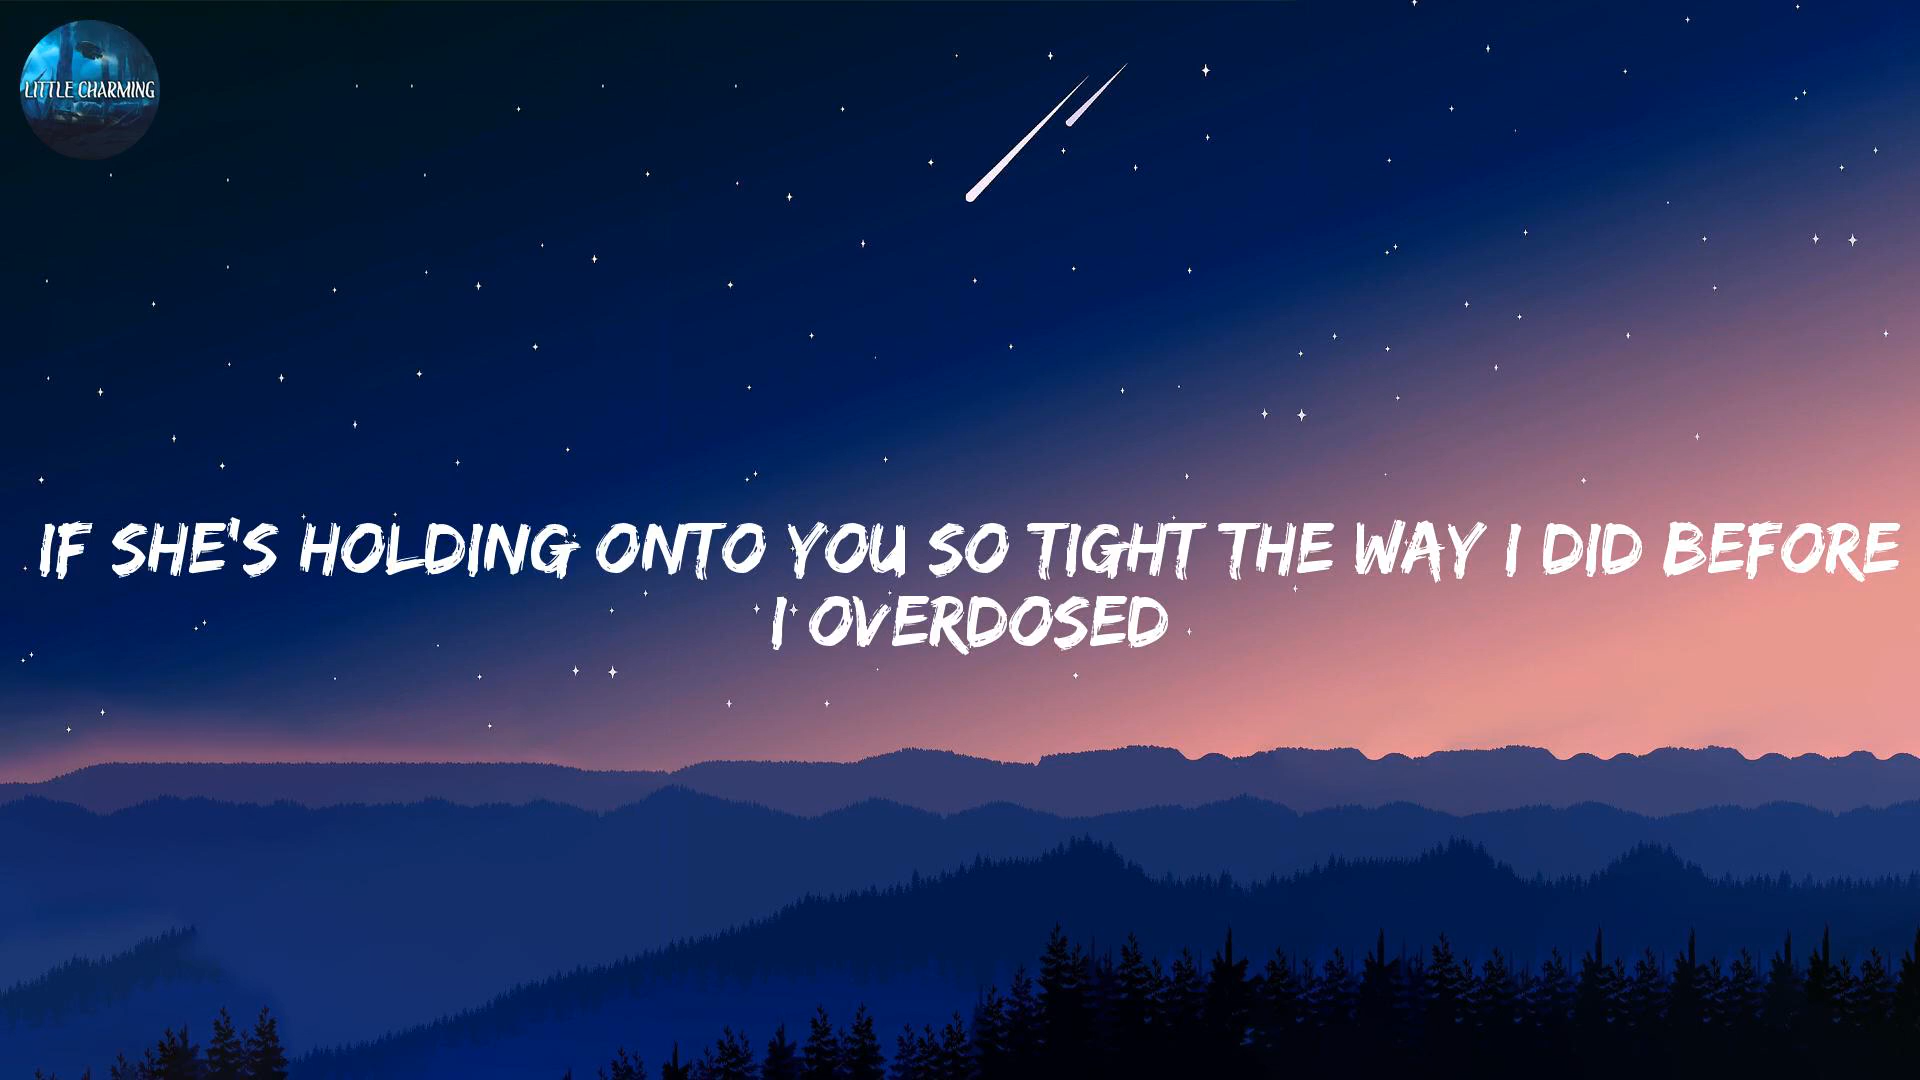 LITTLE CHARMING
IF SHE'S HOLDING ONTO YOU SO TIGHT THE WAY I DID BEFORE
I OVERDOSED